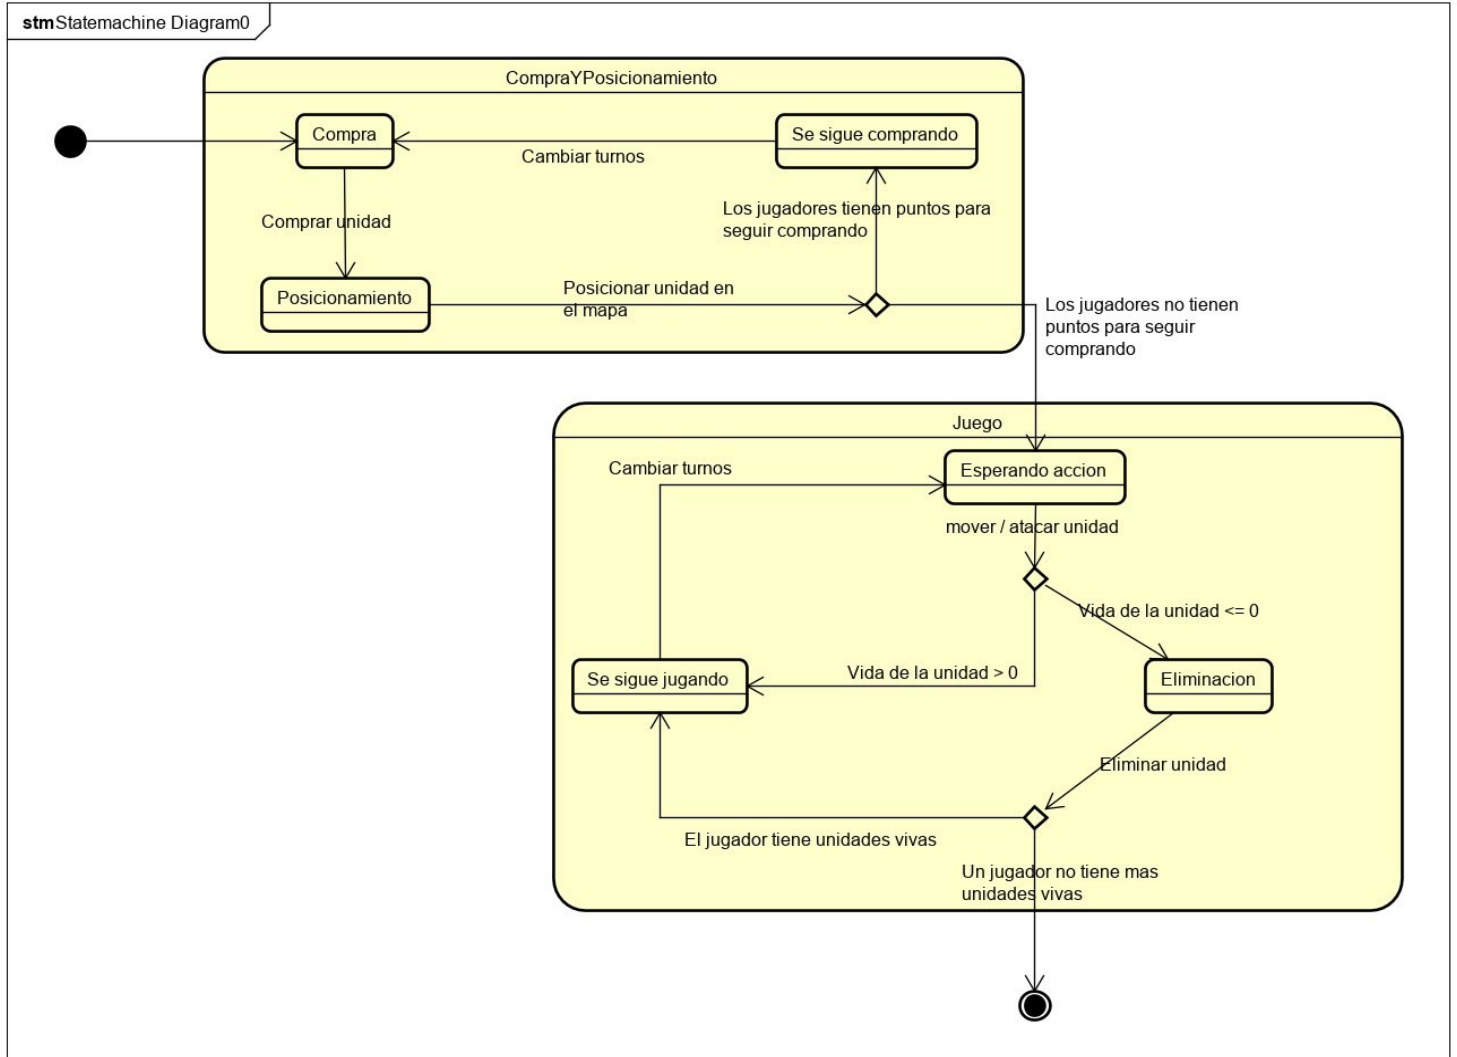 stm Statemachine Diagram0
CompraYPosicionamiento
Compra
Se sigue comprando
Cambiar turnos
Comprar unidad
Los jugadores tienen puntos para
seguir comprando
Posicionamiento
Posicionar unidad en
el mapa
Los jugadores no tienen
puntos para seguir
comprando
Juego
Cambiar turnos
Esperando accion
mover / atacar unidad
Vida de la unidad <= 0
Se sigue jugando
Vida de la unidad > 0
Eliminacion
Eliminar unidad
El jugador tiene unidades vivas
Un jugador no tiene mas
unidades vivas